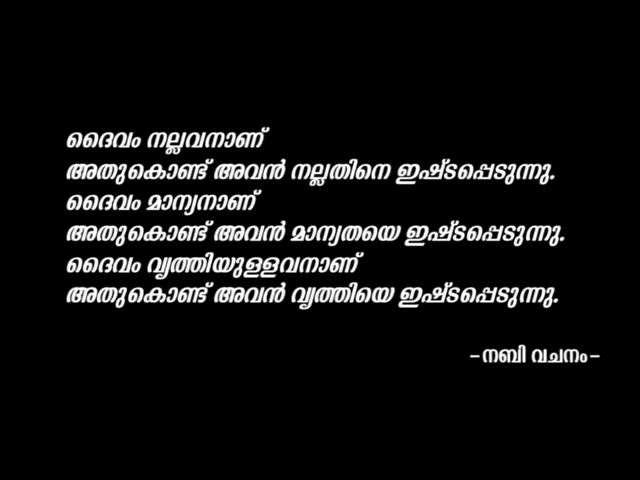 ദൈവം നല്ലവനാണ്
അതുകൊണ്ട് അവൻ നല്ലതിനെ ഇഷ്ടപ്പെടുന്നു.
ദൈവം മാന്യനാണ്
അതുകൊണ്ട് അവൻ മാന്യതയെ ഇഷ്ടപ്പെടുന്നു.
ദൈവം വൃത്തിയുള്ളവനാണ്
അതുകൊണ്ട് അവൻ വൃത്തിയെ ഇഷ്ടപ്പെടുന്നു.
-നബി വചനം-